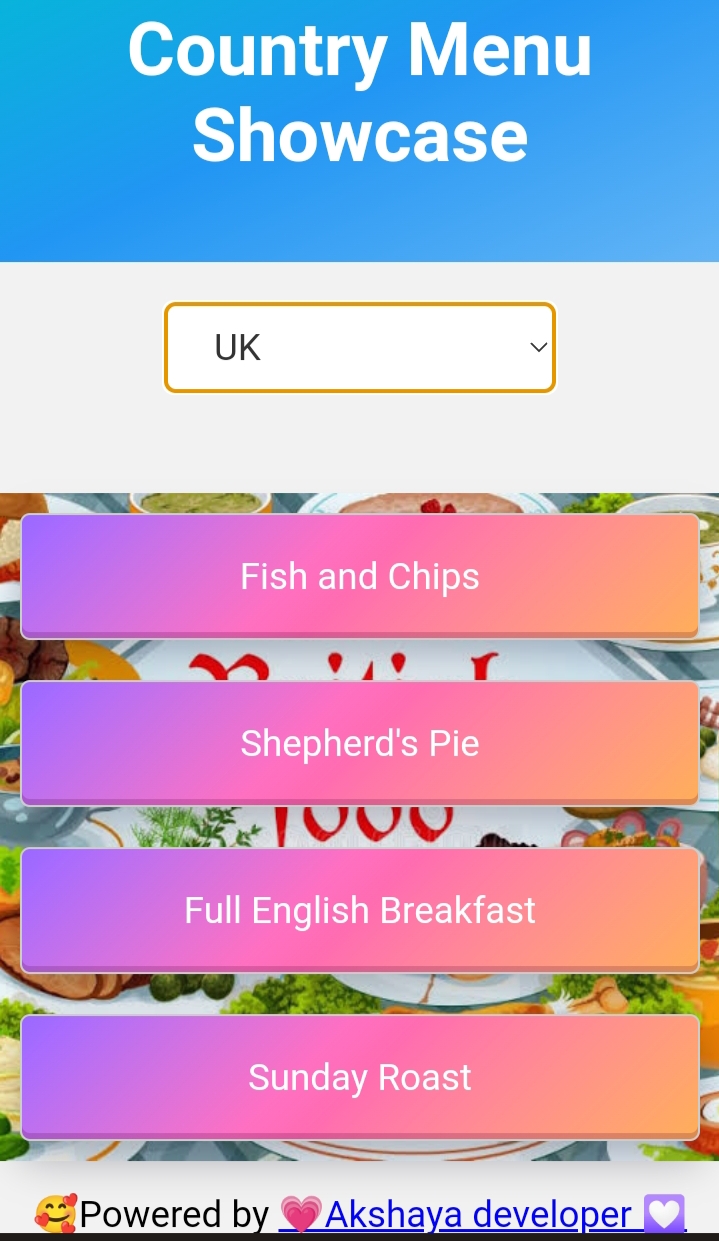 Country Menu
Showcase
UK
Fish and Chips
Shepherd's Pie
Full English Breakfast
Sunday Roast
🥰Powered by 💗Akshaya developer 💟